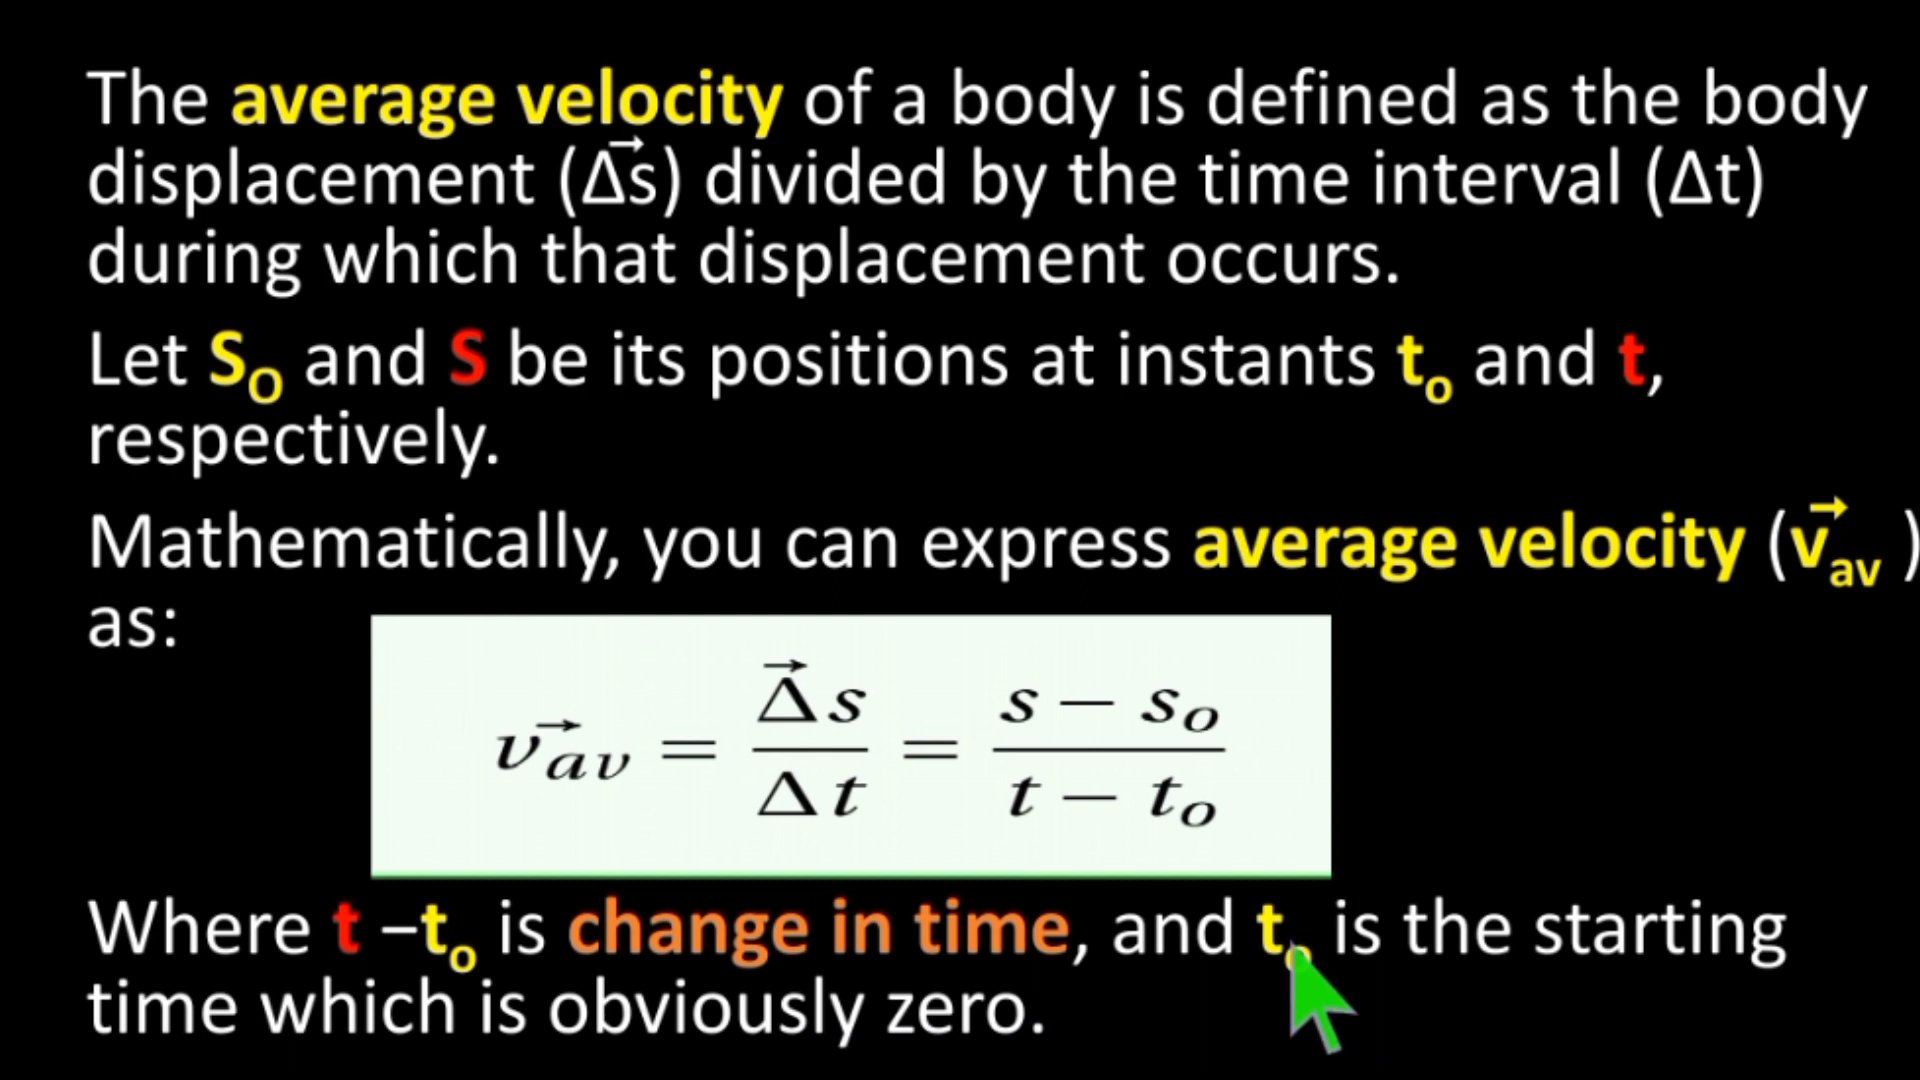 The average velocity of a body is defined as the body
displacement (Δs⃗) divided by the time interval (Δt)
during which that displacement occurs.
Let Sₒ and S be its positions at instants tₒ and t,
respectively.
Mathematically, you can express average velocity (v⃗av )
as:
v⃗av = Δ⃗s / Δt = s − sₒ / t − tₒ
Where t −tₒ is change in time, and tₒ is the starting
time which is obviously zero.